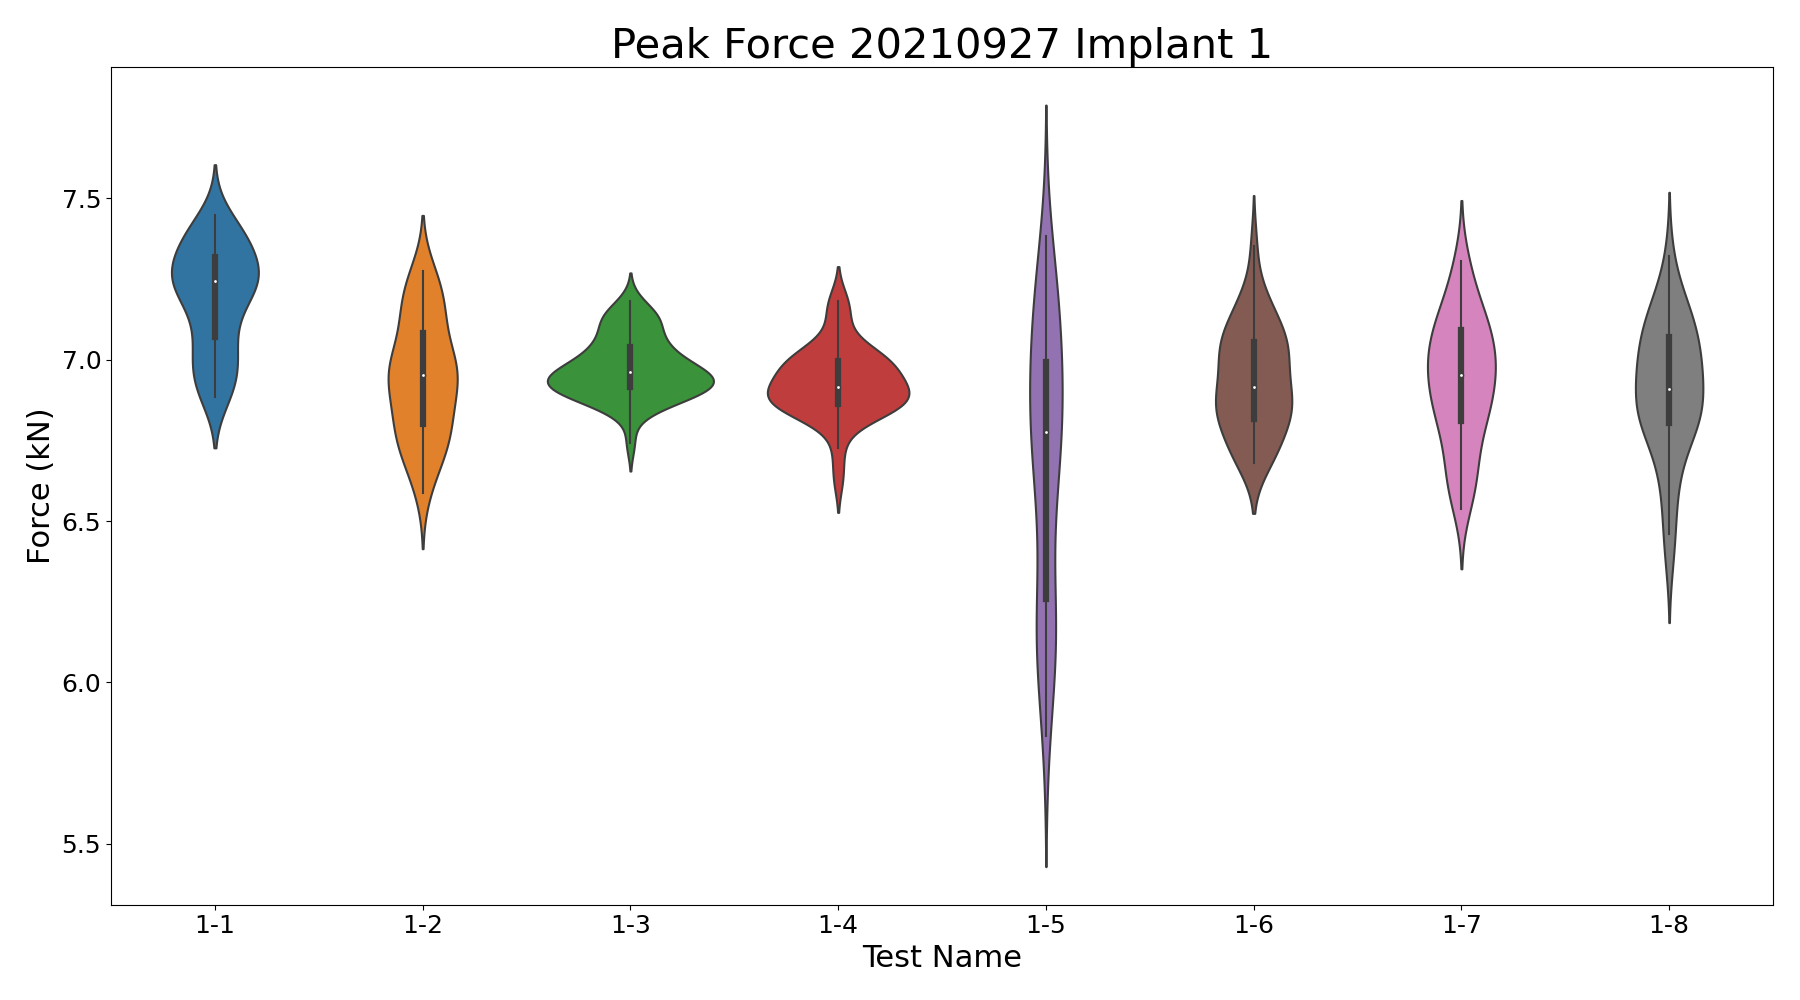 Peak Force 20210927 Implant 1
Force (kN)
7.5
7.0
6.5
6.0
5.5
1-1 1-2 1-3 1-4 1-5 1-6 1-7 1-8
Test Name